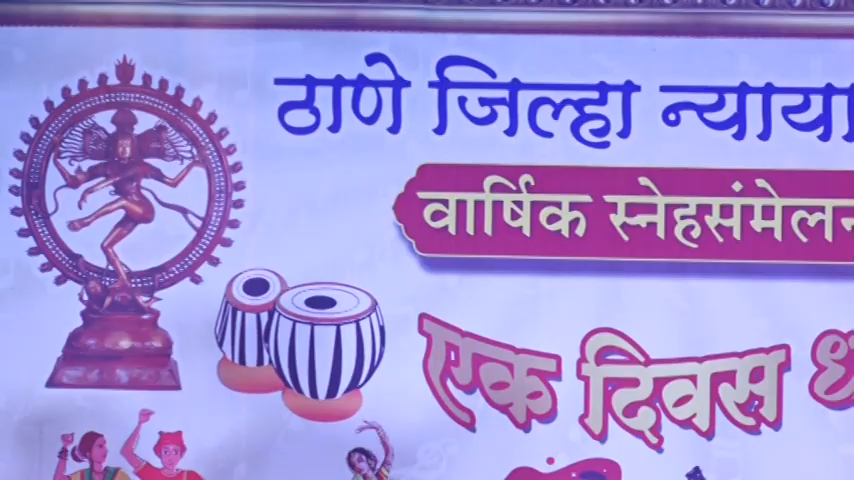 ठाणे जिल्हा न्याया
वार्षिक स्नेहसंमेलन
एक दिवस